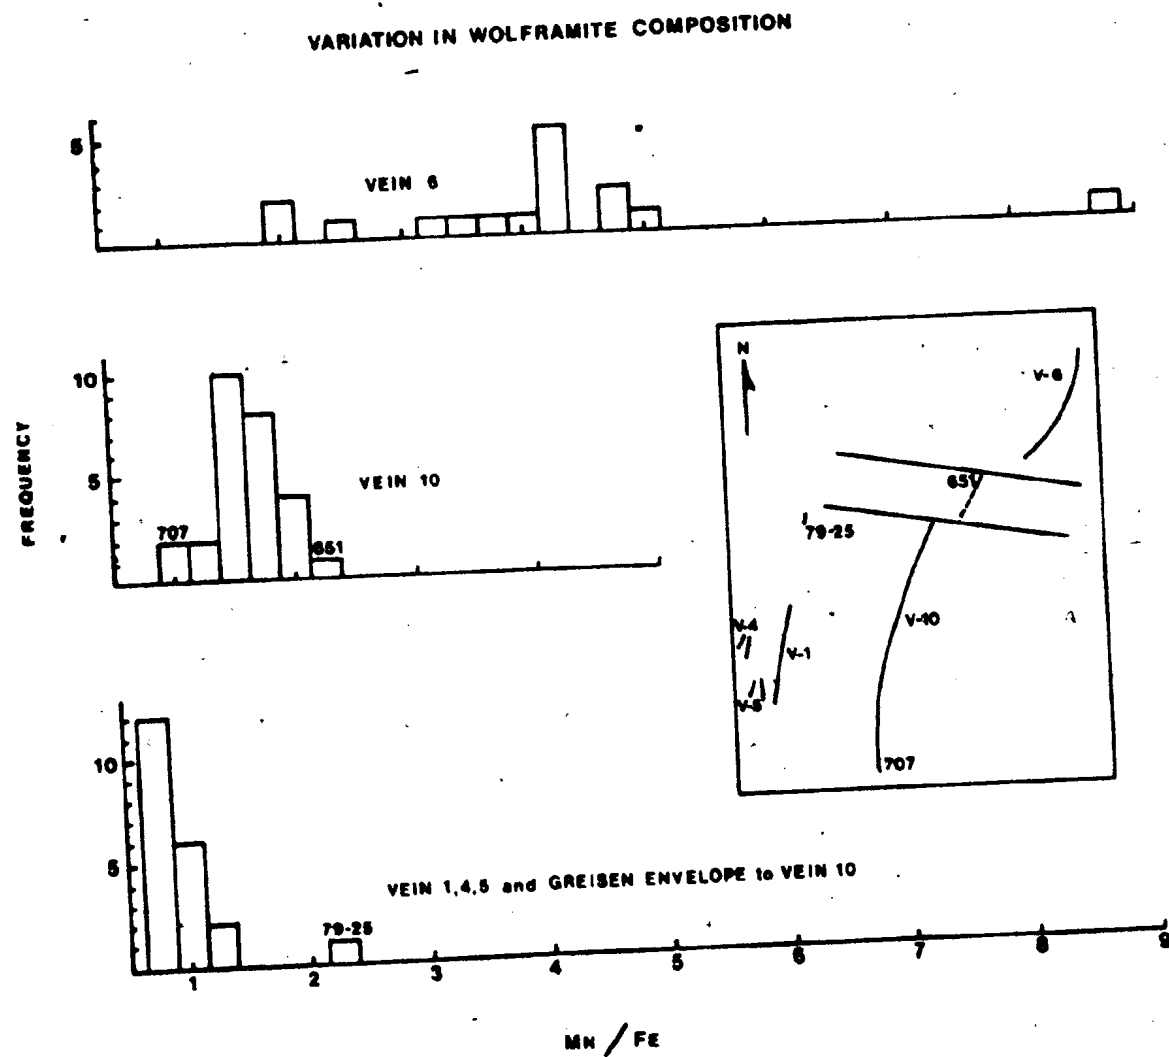 VARIATION IN WOLFRAMITE COMPOSITION
5
VEIN 6
FREQUENCY
10
5
707
651
VEIN 10
N
V-6
651
79-25
V-4
V-1
V-5
V-10
707
10
5
79-25
VEIN 1,4,5 and GREISEN ENVELOPE to VEIN 10
1 2 3 4 5 6 7 8 9
MN / FE